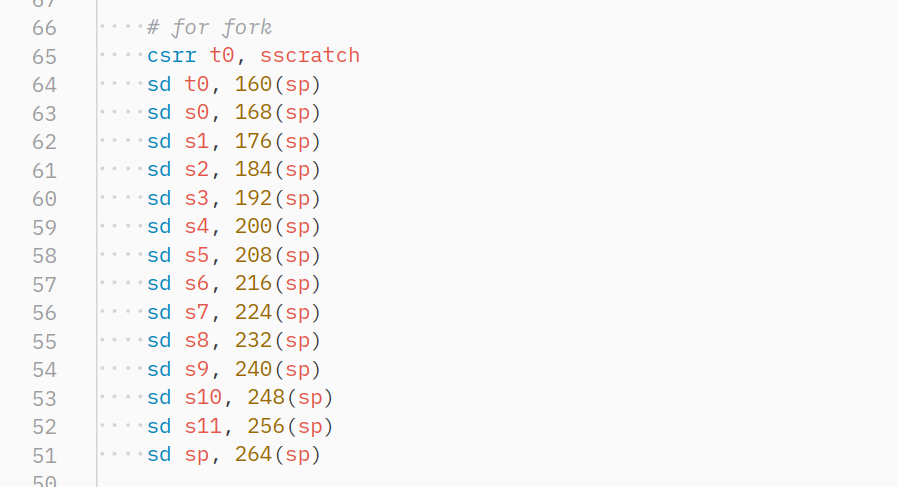 67
66 # for fork
65 csrr t0, sscratch
64 sd t0, 160(sp)
63 sd s0, 168(sp)
62 sd s1, 176(sp)
61 sd s2, 184(sp)
60 sd s3, 192(sp)
59 sd s4, 200(sp)
58 sd s5, 208(sp)
57 sd s6, 216(sp)
56 sd s7, 224(sp)
55 sd s8, 232(sp)
54 sd s9, 240(sp)
53 sd s10, 248(sp)
52 sd s11, 256(sp)
51 sd sp, 264(sp)
50